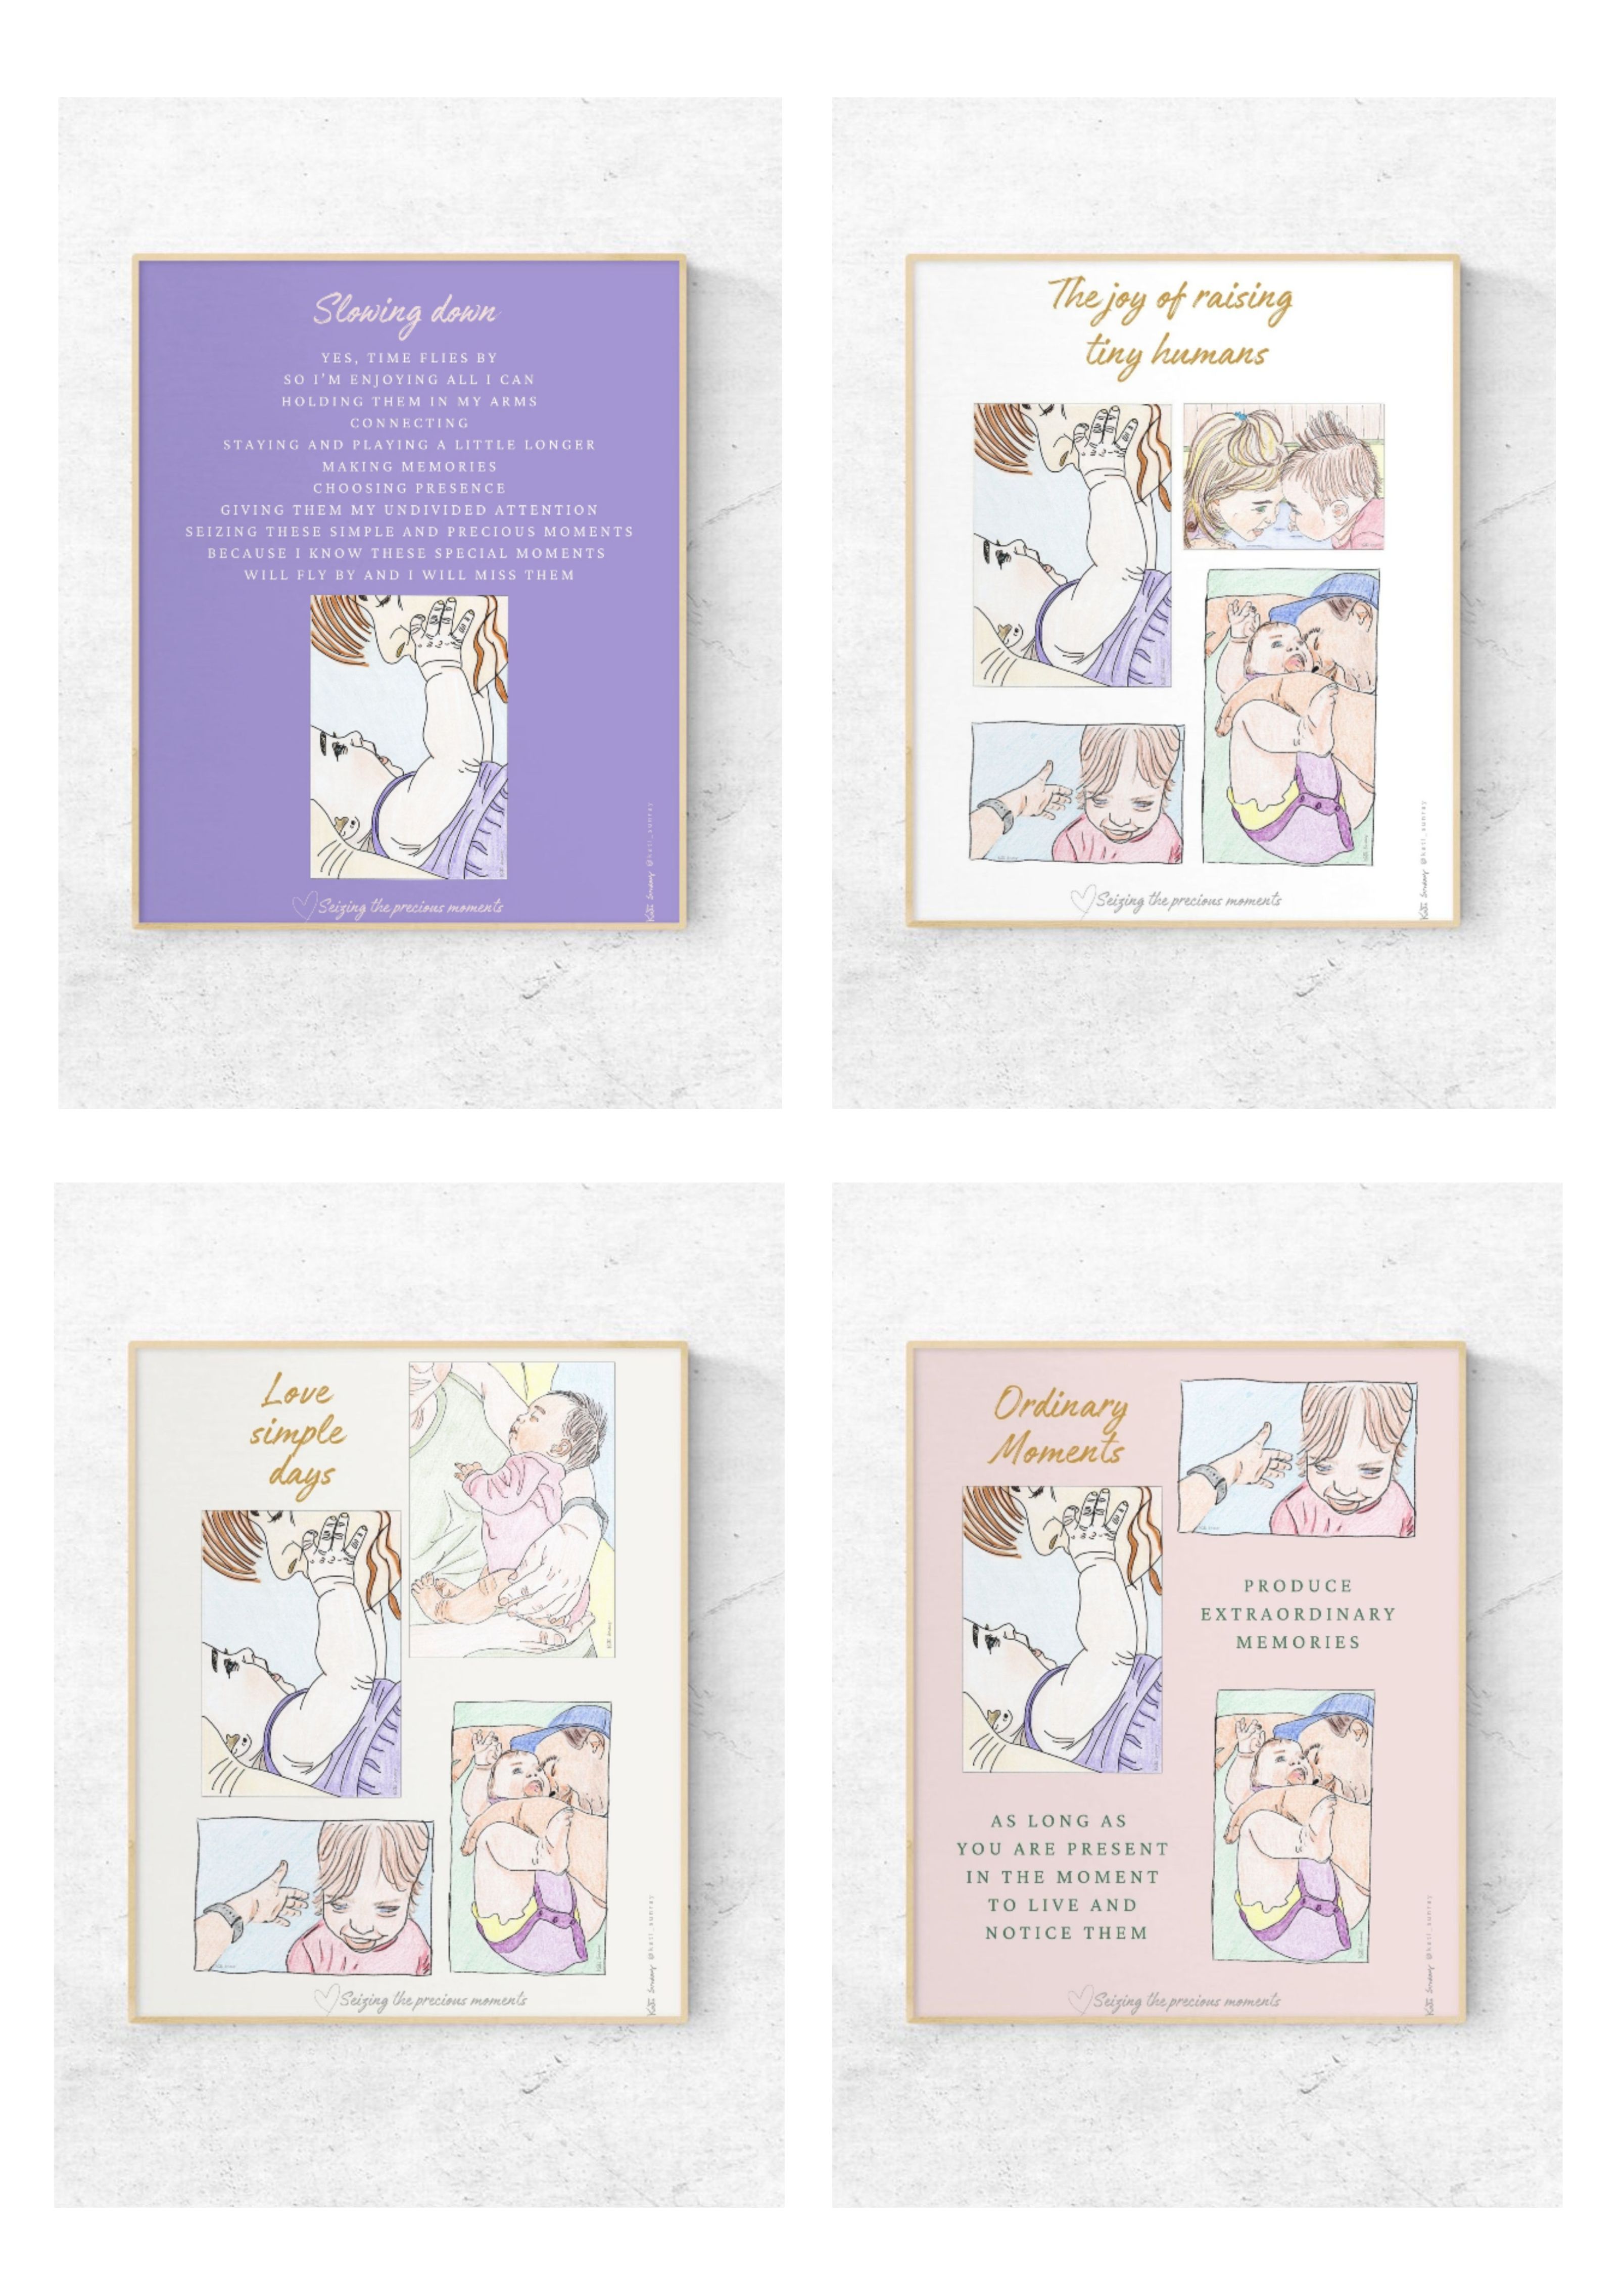 Slowing down
YES, TIME FLIES BY
SO I'M ENJOYING ALL I CAN
HOLDING THEM IN MY ARMS
CONNECTING
STAYING AND PLAYING A LITTLE LONGER
MAKING MEMORIES
CHOOSING PRESENCE
GIVING THEM MY UNDIVIDED ATTENTION
SEIZING THESE SIMPLE AND PRECIOUS MOMENTS
BECAUSE I KNOW THESE SPECIAL MOMENTS
WILL FLY BY AND I WILL MISS THEM
Seizing the precious moments
Kati Sunray @kati_sunray
The joy of raising
tiny humans
Seizing the precious moments
Kati Sunray @kati_sunray
Love
simple
days
Seizing the precious moments
Kati Sunray @kati_sunray
Ordinary
Moments
PRODUCE
EXTRAORDINARY
MEMORIES
AS LONG AS
YOU ARE PRESENT
IN THE MOMENT
TO LIVE AND
NOTICE THEM
Seizing the precious moments
Kati Sunray @kati_sunray